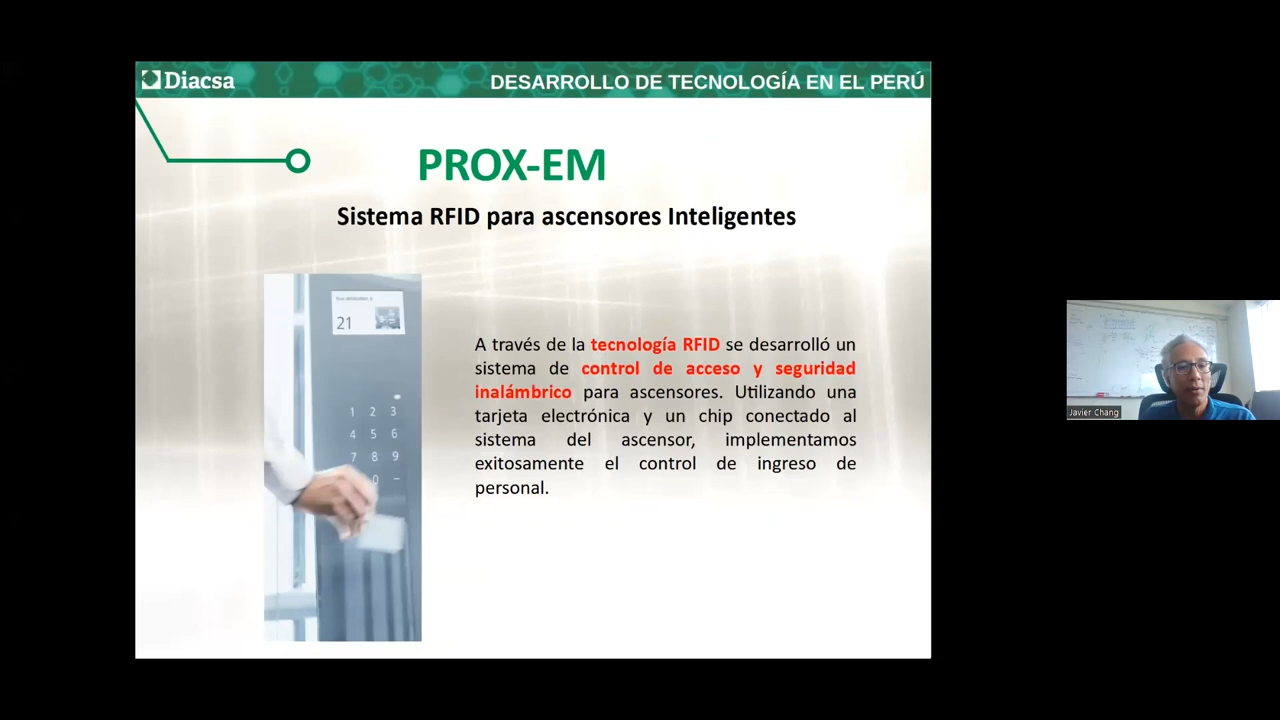 Diacsa
DESARROLLO DE TECNOLOGÍA EN EL PERÚ
PROX-EM
Sistema RFID para ascensores Inteligentes
21
1 2 3
4 5 6
7 8 9
0 –
A través de la tecnología RFID se desarrolló un
sistema de control de acceso y seguridad
inalámbrico para ascensores. Utilizando una
tarjeta electrónica y un chip conectado al
sistema del ascensor, implementamos
exitosamente el control de ingreso de
personal.
Javier Chang